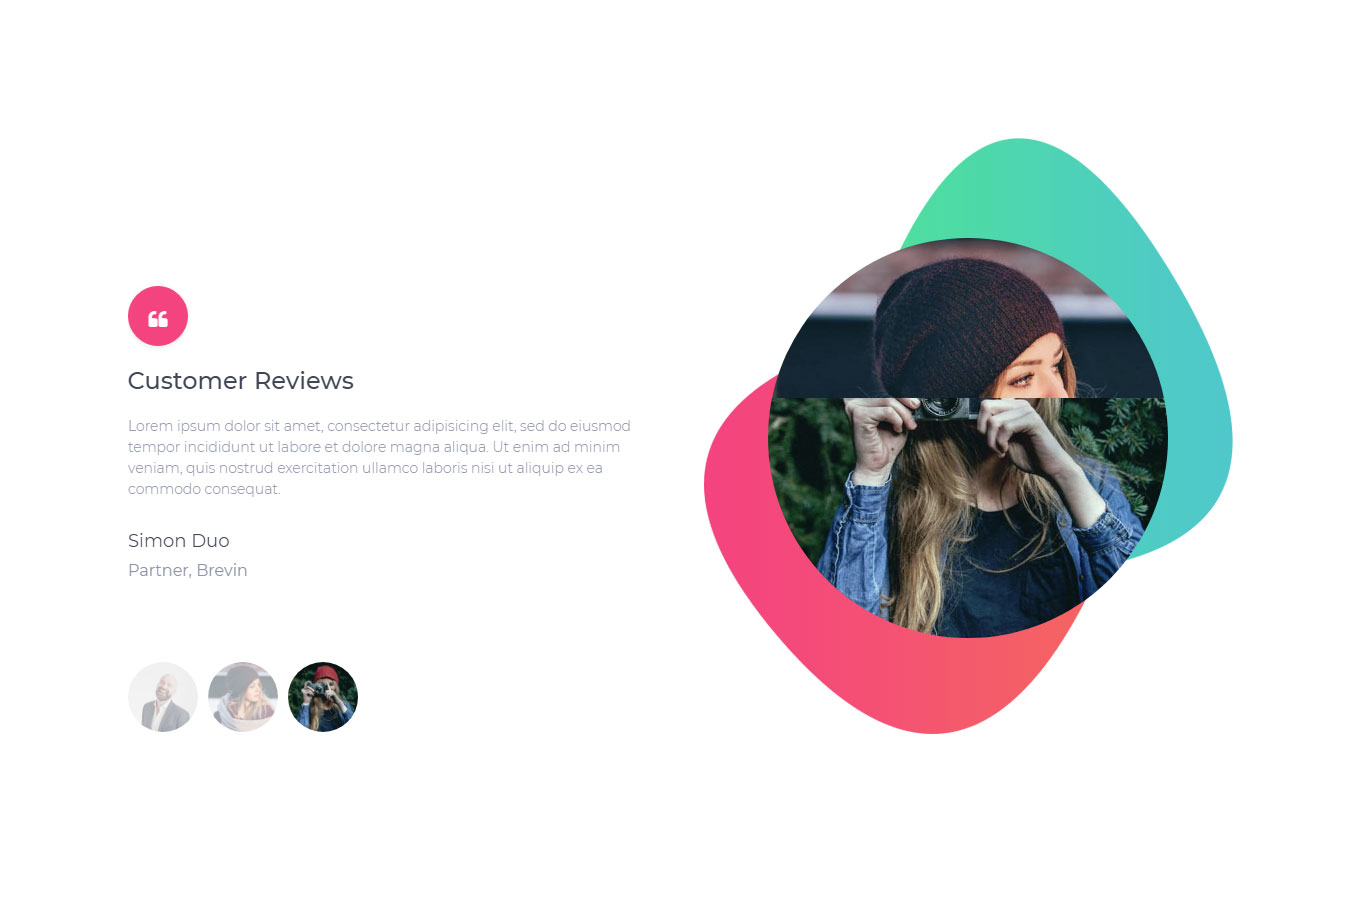 Customer Reviews
Lorem ipsum dolor sit amet, consectetur adipisicing elit, sed do eiusmod
tempor incididunt ut labore et dolore magna aliqua. Ut enim ad minim
veniam, quis nostrud exercitation ullamco laboris nisi ut aliquip ex ea
commodo consequat.
Simon Duo
Partner, Brevin